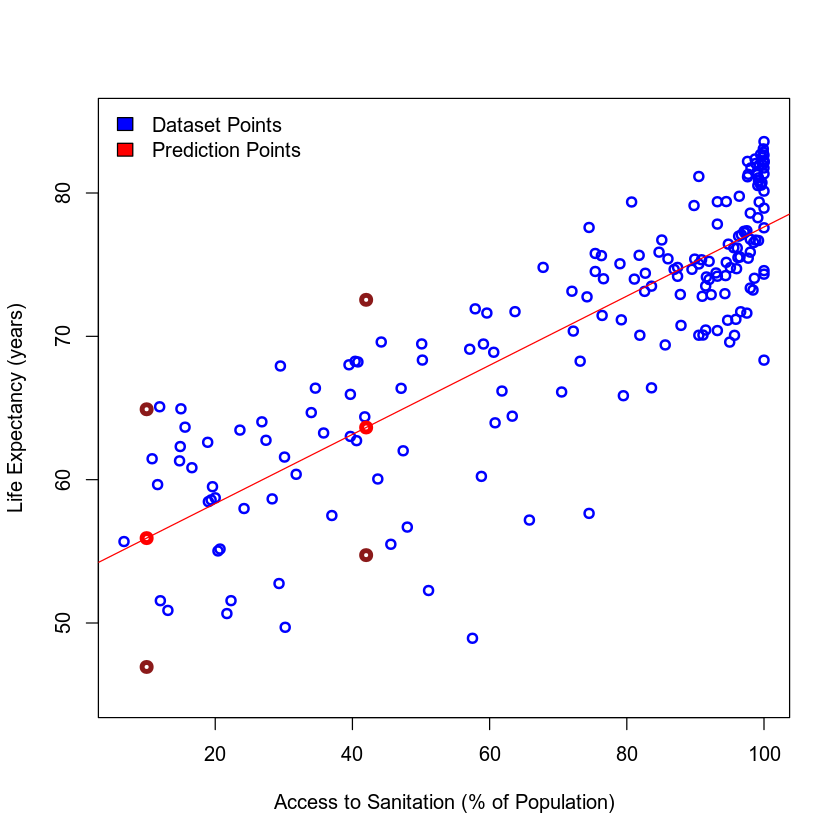 Dataset Points
Prediction Points
80
70
60
50
Life Expectancy (years)
20 40 60 80 100
Access to Sanitation (% of Population)